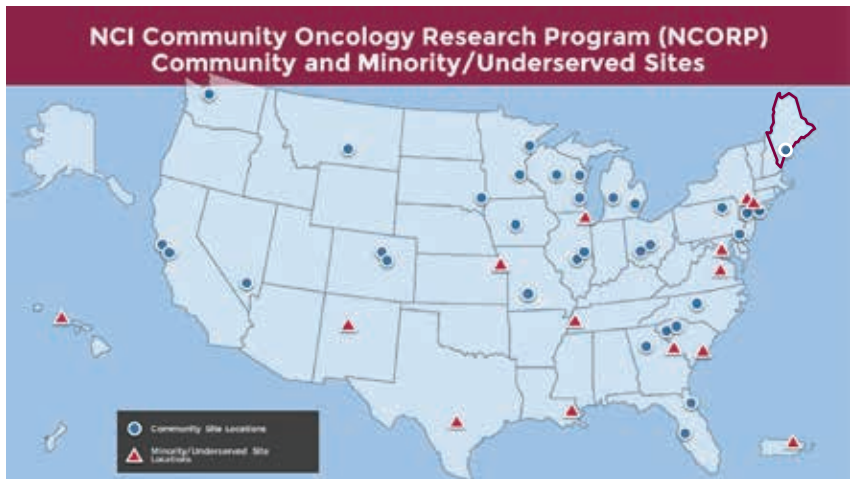 NCI Community Oncology Research Program (NCORP)
Community and Minority/Underserved Sites
Community Site Locations
Minority/Underserved Site
Locations